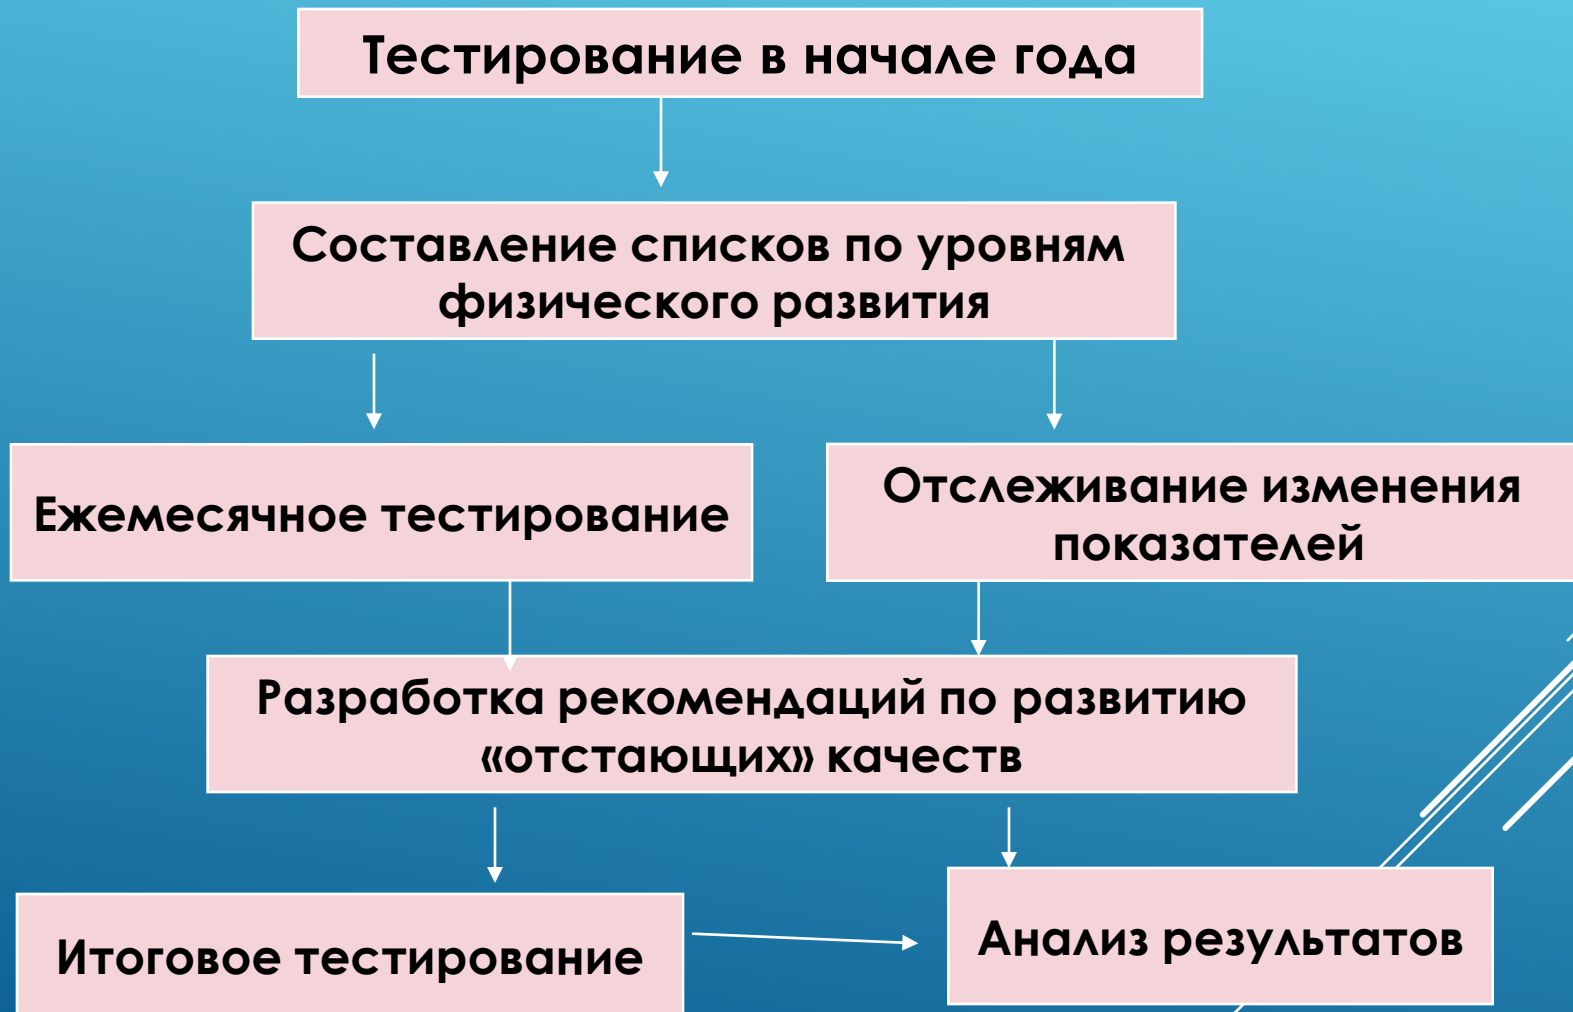 Тестирование в начале года
Составление списков по уровням
физического развития
Ежемесячное тестирование
Отслеживание изменения
показателей
Разработка рекомендаций по развитию
«отстающих» качеств
Итоговое тестирование
Анализ результатов